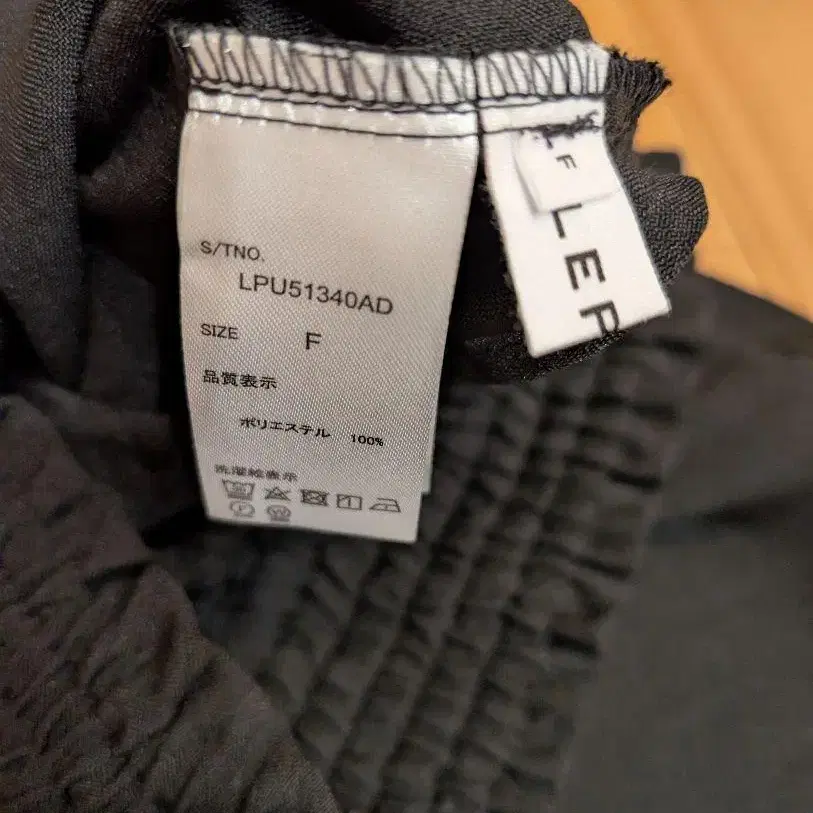 S/TNO.
LPU51340AD
SIZE F
品質表示
ポリエステル 100%
洗濯絵表示
F
LEP